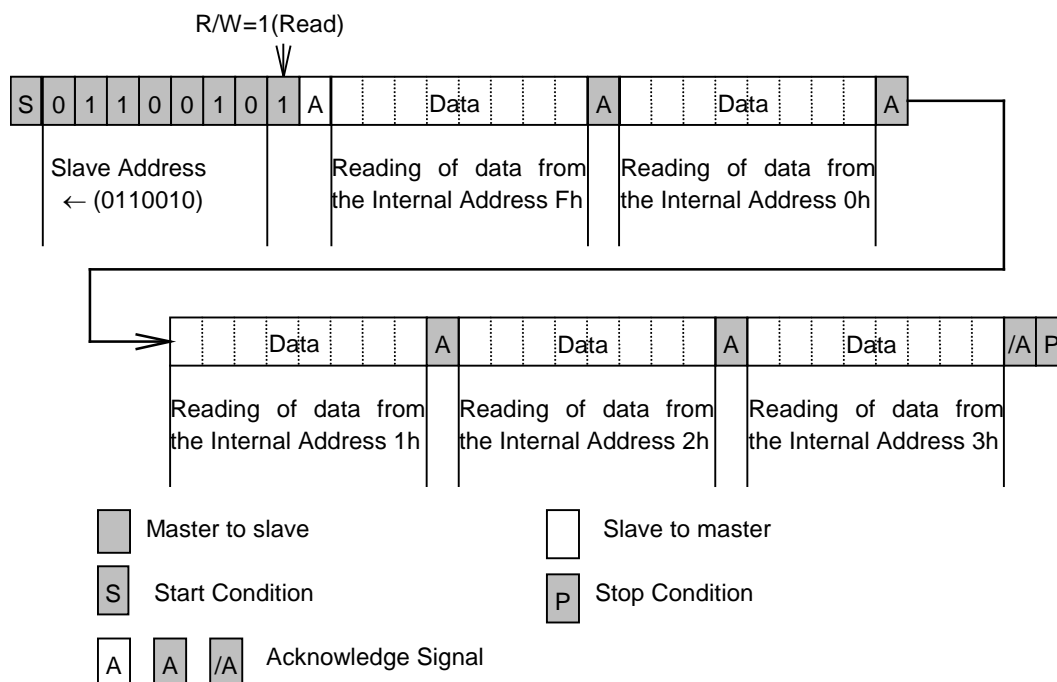 R/W=1(Read)
S 0 1 1 0 0 1 0 1 A Data A Data A
Slave Address
← (0110010)
Reading of data from
the Internal Address Fh
Reading of data from
the Internal Address 0h
Data A Data A Data /A P
Reading of data from
the Internal Address 1h
Reading of data from
the Internal Address 2h
Reading of data from
the Internal Address 3h
Master to slave
Slave to master
S Start Condition
P Stop Condition
A A /A Acknowledge Signal